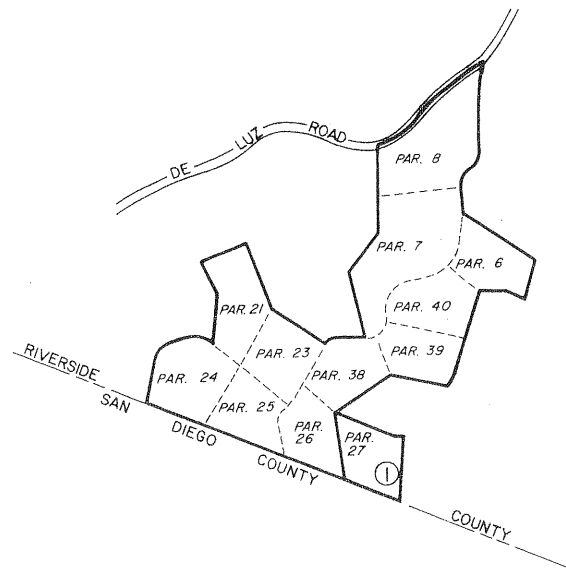 DE LUZ ROAD
PAR. 8
PAR. 7
PAR. 6
PAR. 40
PAR. 21
PAR. 23
PAR. 39
PAR. 38
PAR. 24
PAR. 25
PAR.
26
PAR.
27
1
RIVERSIDE COUNTY
SAN DIEGO COUNTY